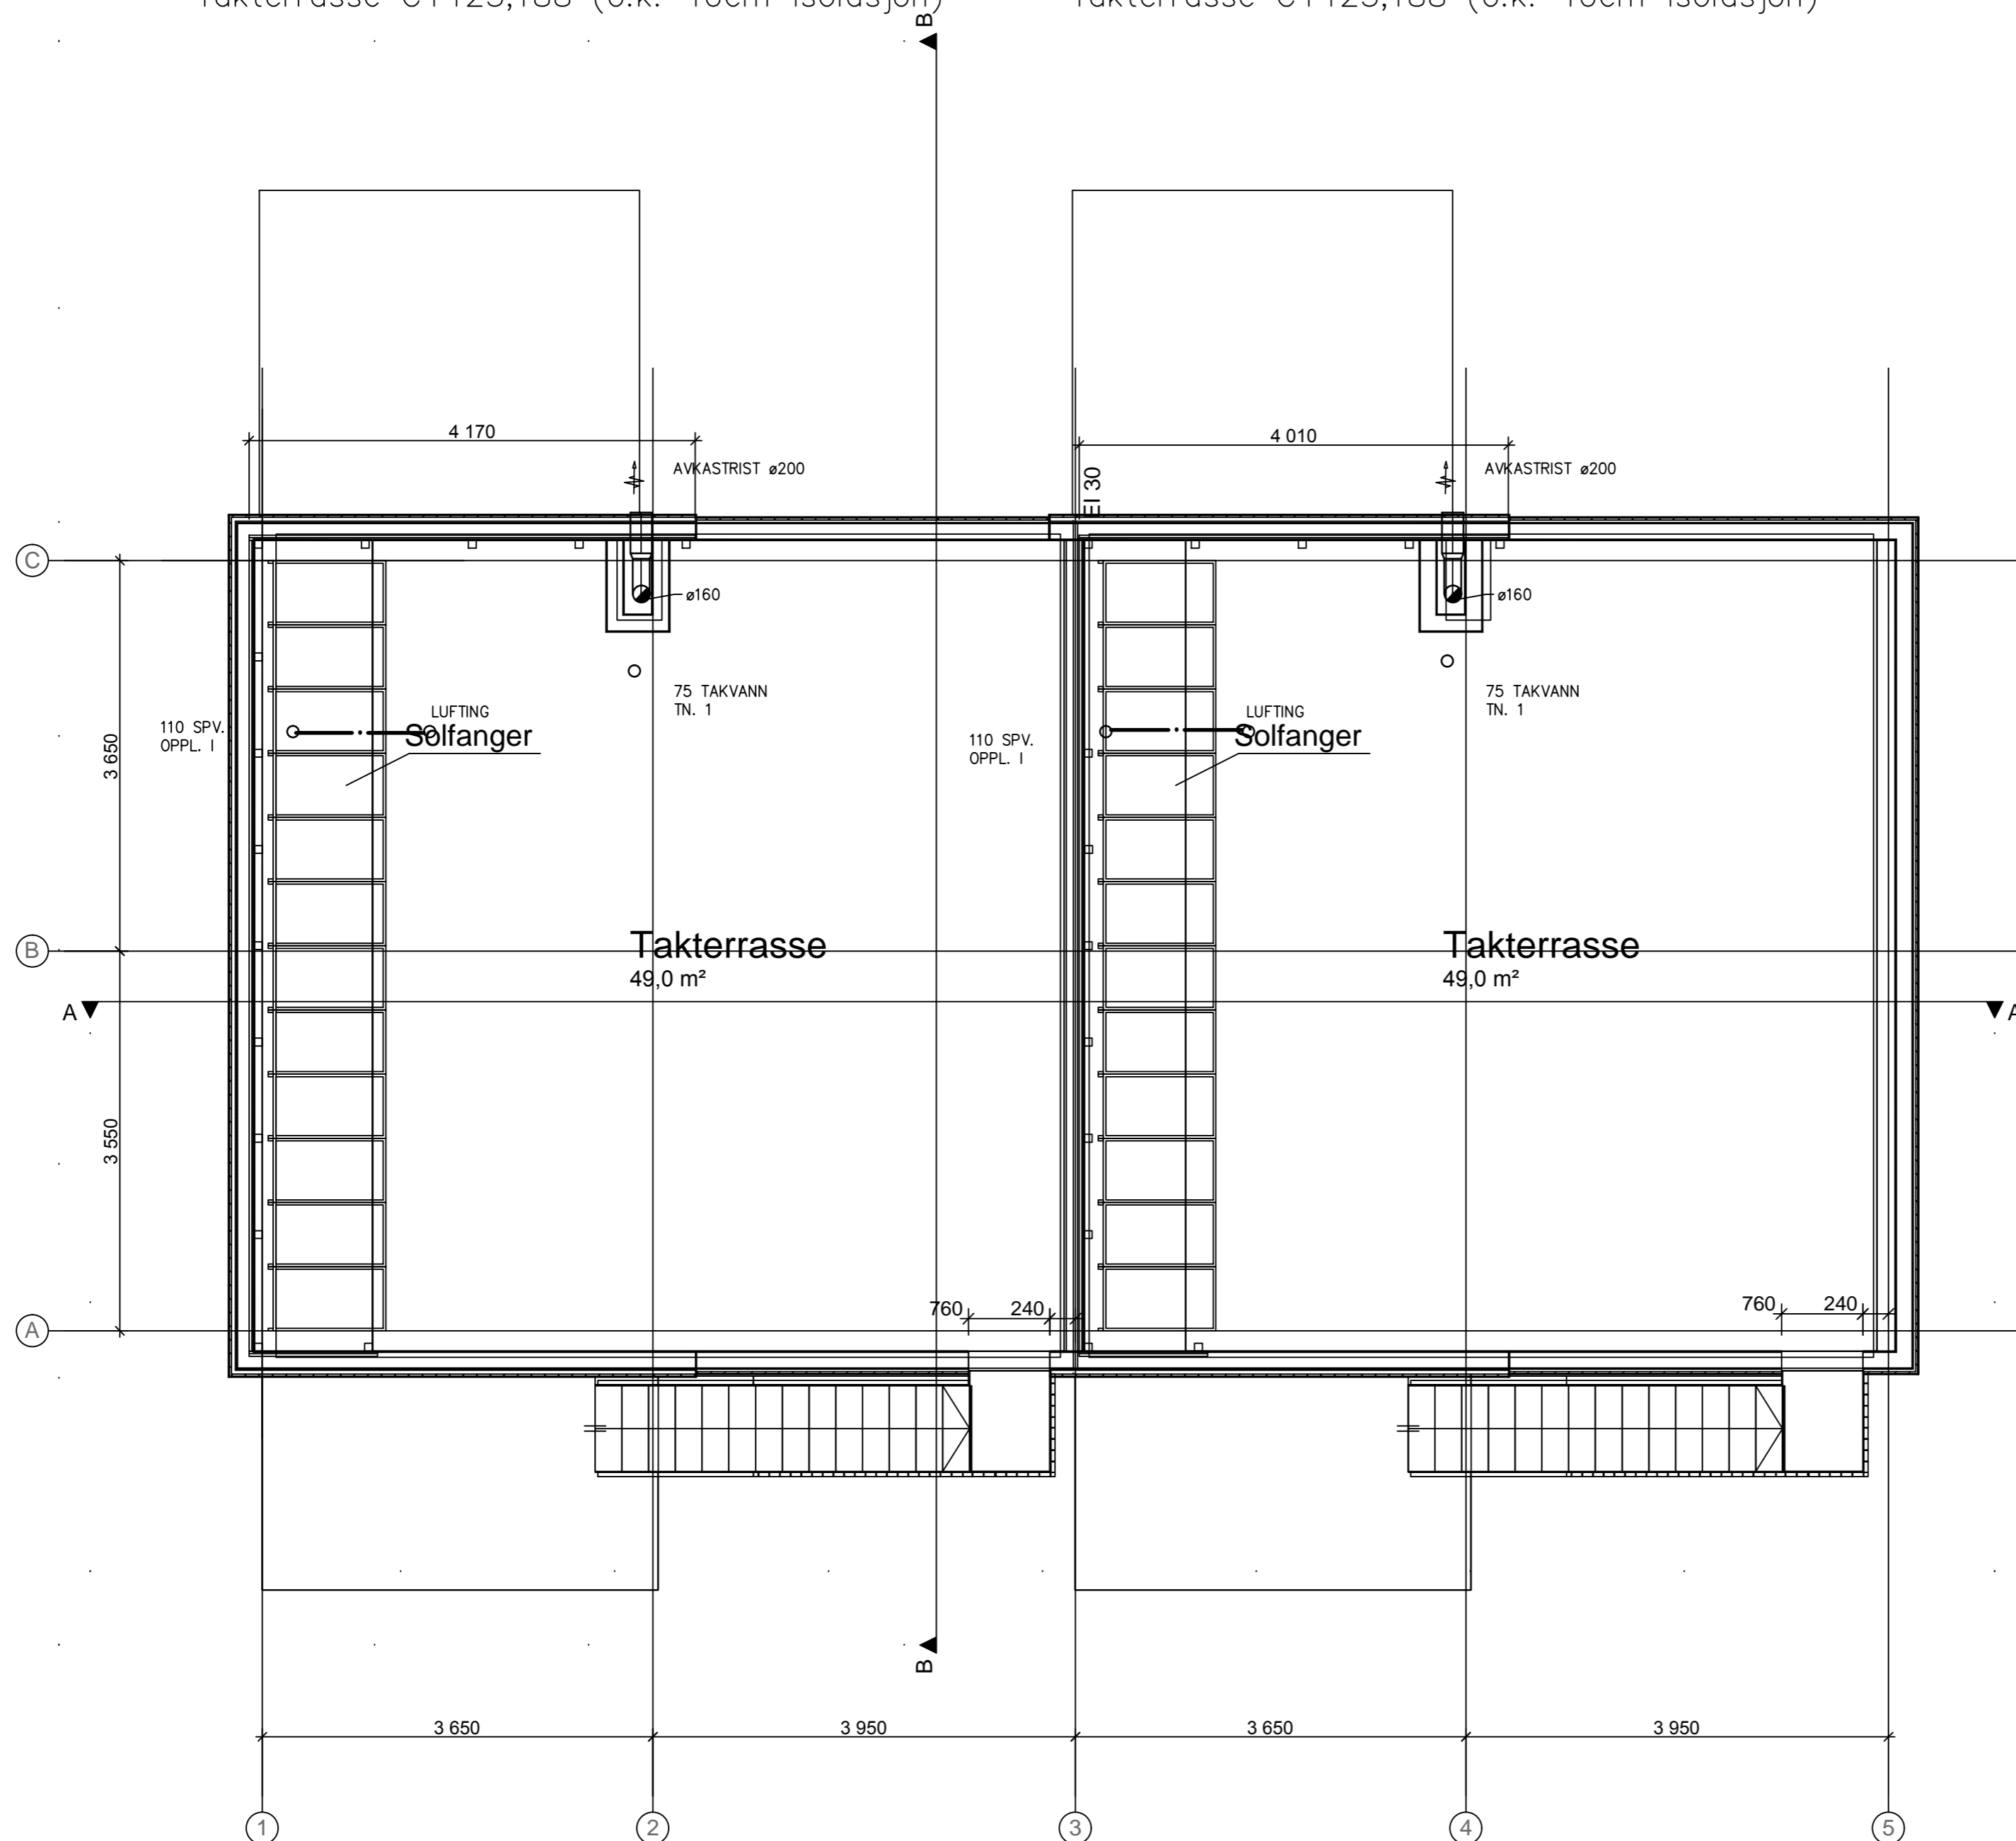 B
4 170
4 010
AVKASTRIST ø200
AVKASTRIST ø200
EI 30
C
ø160
ø160
75 TAKVANN
TN. 1
75 TAKVANN
TN. 1
LUFTING
Solfanger
LUFTING
Solfanger
110 SPV.
OPPL. I
110 SPV.
OPPL. I
3 650
B
Takterrasse
49,0 m²
Takterrasse
49,0 m²
A
A
3 550
760
240
760
240
A
B
3 650
3 950
3 650
3 950
1
2
3
4
5